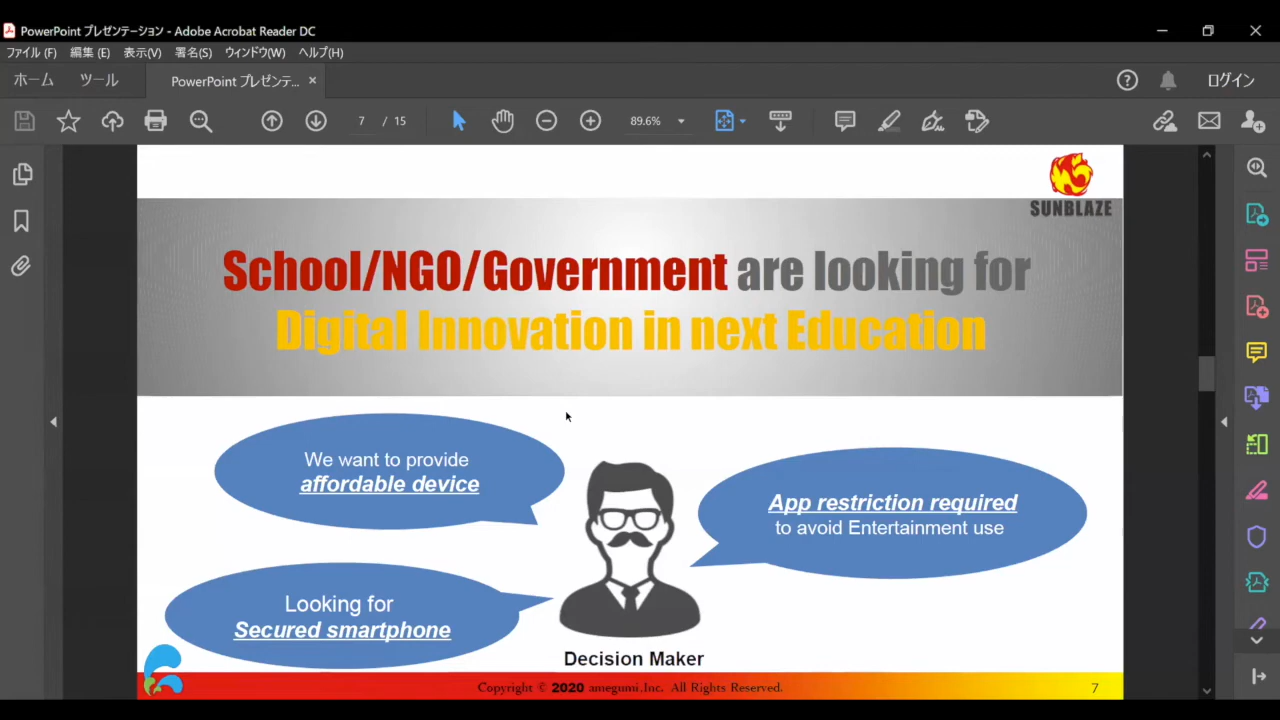 PowerPoint プレゼンテーション - Adobe Acrobat Reader DC
ファイル(F) 編集(E) 表示(V) 署名(S) ウィンドウ(W) ヘルプ(H)
ホーム ツール PowerPoint プレゼンテ... × ログイン
7 / 15 89.6%
SUNBLAZE
School/NGO/Government are looking for
Digital Innovation in next Education
We want to provide
affordable device
App restriction required
to avoid Entertainment use
Looking for
Secured smartphone
Decision Maker
Copyright © 2020 amegumi.Inc. All Rights Reserved. 7